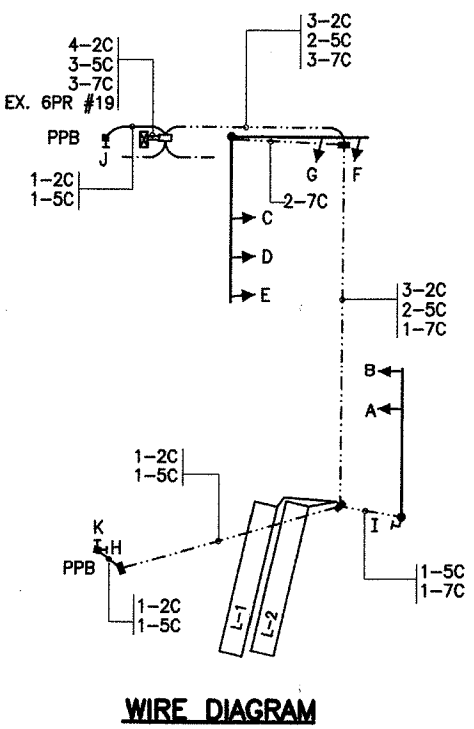 3-2C
2-5C
3-7C
4-2C
3-5C
3-7C
EX. 6PR #19
PPB
J
G
F
1-2C
1-5C
2-7C
C
D
E
3-2C
2-5C
1-7C
B
A
1-2C
1-5C
K
H
I
PPB
1-5C
1-7C
1-2C
1-5C
L-1
L-2
WIRE DIAGRAM